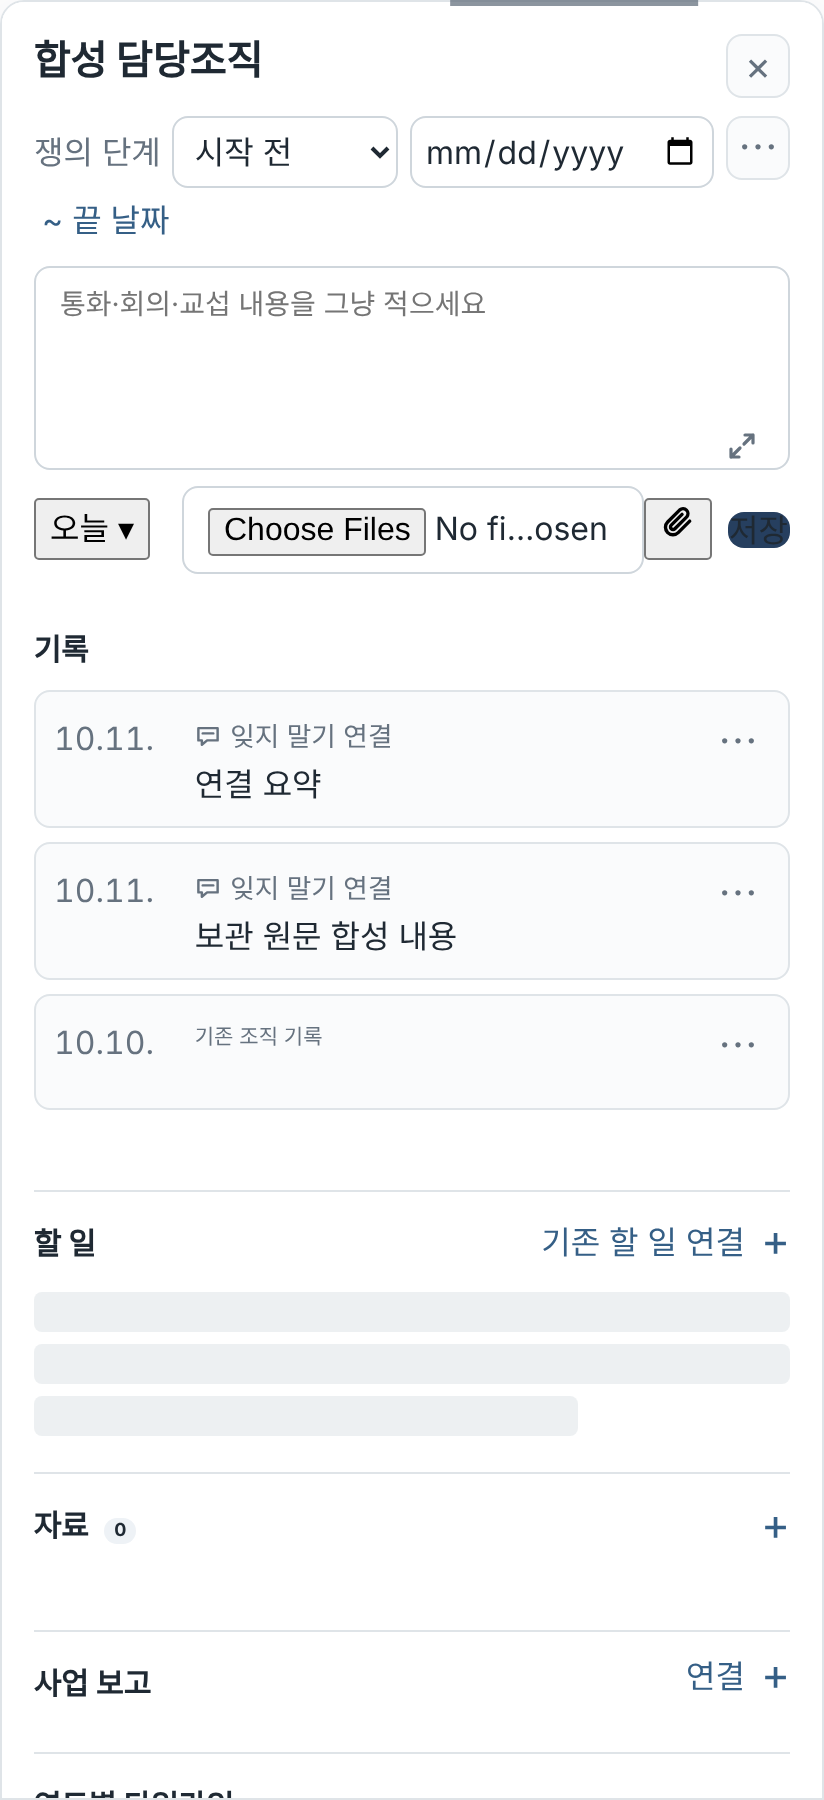 합성 담당조직
쟁의 단계 시작 전 mm/dd/yyyy ···
~ 끝 날짜
통화·회의·교섭 내용을 그냥 적으세요
오늘 ▾ Choose Files No fi...osen 저장
기록
10.11. 잊지 말기 연결 ···
연결 요약
10.11. 잊지 말기 연결 ···
보관 원문 합성 내용
10.10. 기존 조직 기록 ···
할 일 기존 할 일 연결 +
자료 0 +
사업 보고 연결 +